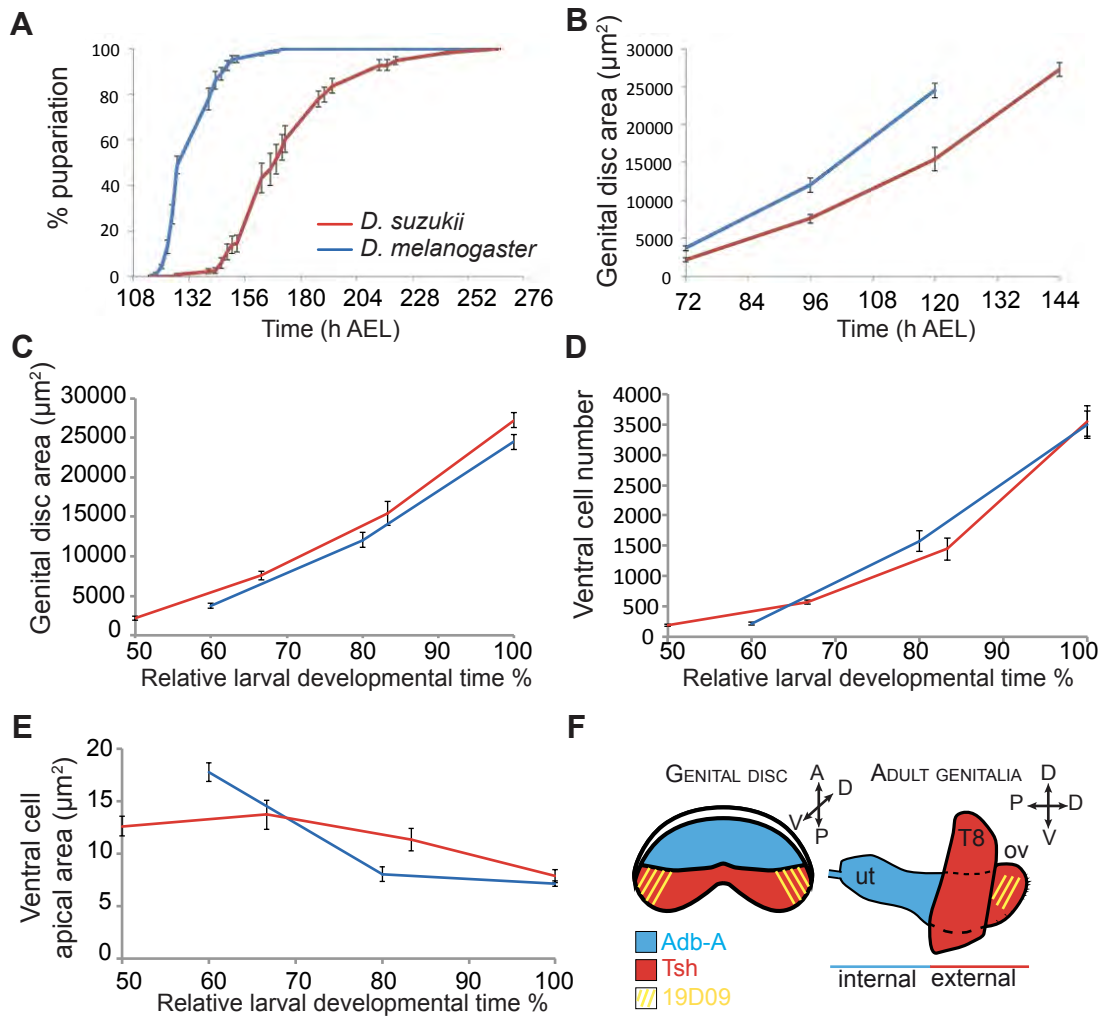 A
100
80
60
40
20
0
% pupariation
108 132 156 180 204 228 252 276
Time (h AEL)
D. suzukii
D. melanogaster
B
30000
25000
20000
15000
10000
5000
0
Genital disc area (µm²)
72 84 96 108 120 132 144
Time (h AEL)
C
30000
25000
20000
15000
10000
5000
0
Genital disc area (µm²)
50 60 70 80 90 100
Relative larval developmental time %
D
4000
3500
3000
2500
2000
1500
1000
500
0
Ventral cell number
50 60 70 80 90 100
Relative larval developmental time %
E
20
15
10
5
0
Ventral cell
apical area (µm²)
50 60 70 80 90 100
Relative larval developmental time %
F
GENITAL DISC
A
D
V
P
ADULT GENITALIA
D
P D
V
T8
ov
ut
Adb-A
Tsh
19D09
internal external